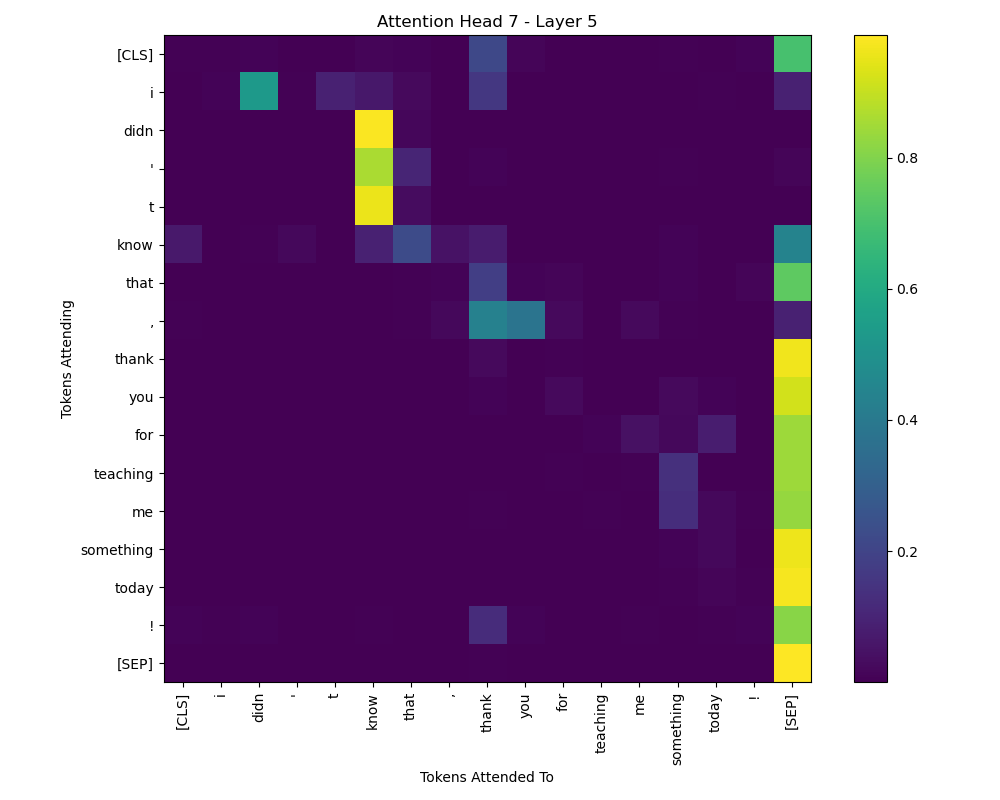 Attention Head 7 - Layer 5
Tokens Attending
[CLS]
i
didn
'
t
know
that
,
thank
you
for
teaching
me
something
today
!
[SEP]
[CLS]
i
didn
'
t
know
that
,
thank
you
for
teaching
me
something
today
!
[SEP]
Tokens Attended To
0.8
0.6
0.4
0.2